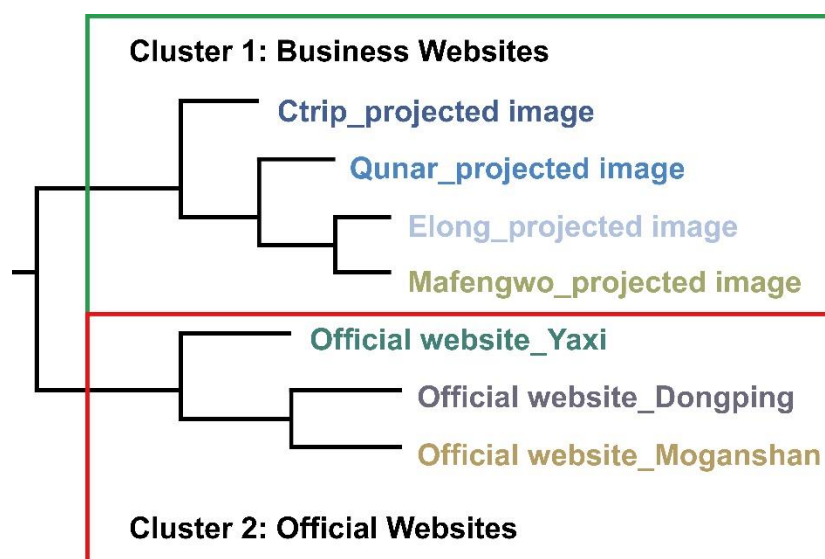 Cluster 1: Business Websites
Ctrip_projected image
Qunar_projected image
Elong_projected image
Mafengwo_projected image
Official website_Yaxi
Official website_Dongping
Official website_Moganshan
Cluster 2: Official Websites